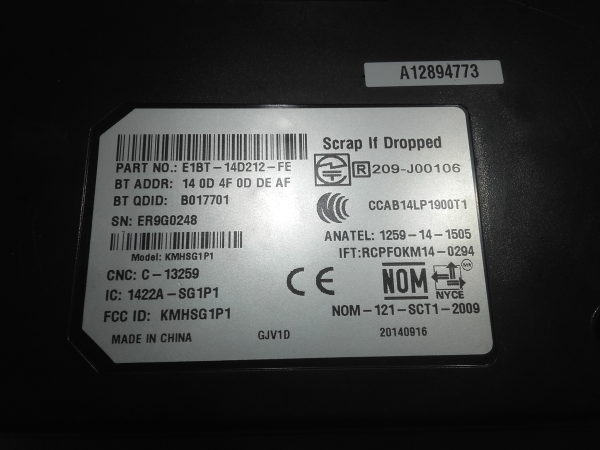 A12894773
Scrap If Dropped
PART NO.: E1BT-14D212-FE
R 209-J00106
BT ADDR: 14 0D 4F 0D DE AF
BT QDID: B017701
CCAB14LP1900T1
SN: ER9G0248
ANATEL: 1259-14-1505
Model: KMHSG1P1
IFT:RCPFOKM14-0294
CNC: C-13259
CE
NOM
NYCE
IC: 1422A-SG1P1
FCC ID: KMHSG1P1
NOM-121-SCT1-2009
MADE IN CHINA
GJV1D
20140916